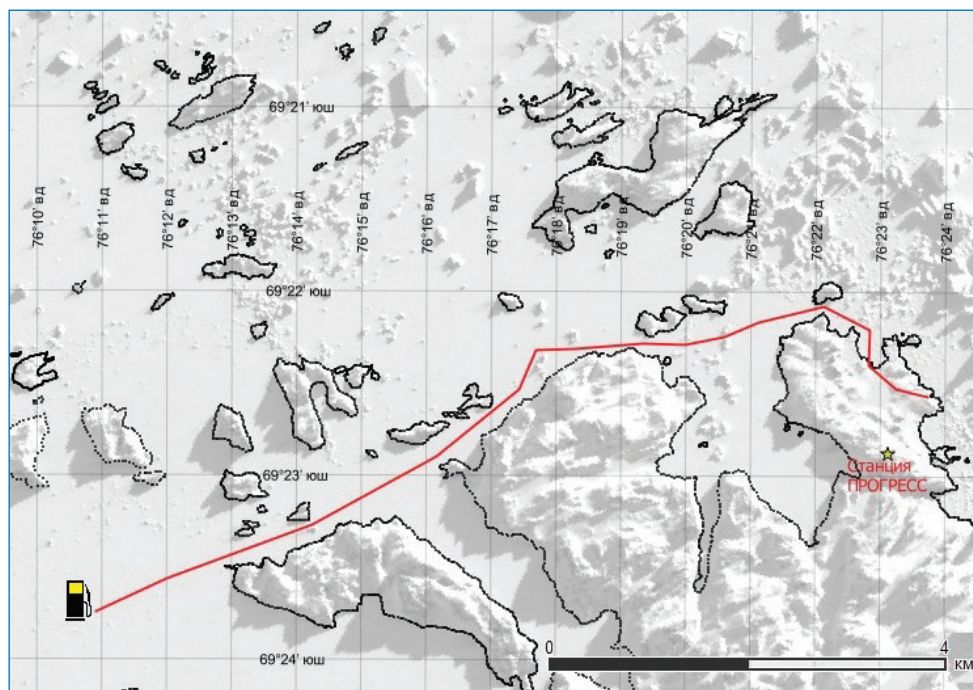 69°21' юш
76°10' вд
76°11' вд
76°12' вд
76°13' вд
76°14' вд
76°15' вд
76°16' вд
76°17' вд
76°18' вд
76°19' вд
76°20' вд
76°21' вд
76°22' вд
76°23' вд
76°24' вд
69°22' юш
69°23' юш
Станция
ПРОГРЕСС
69°24' юш
0
4
км